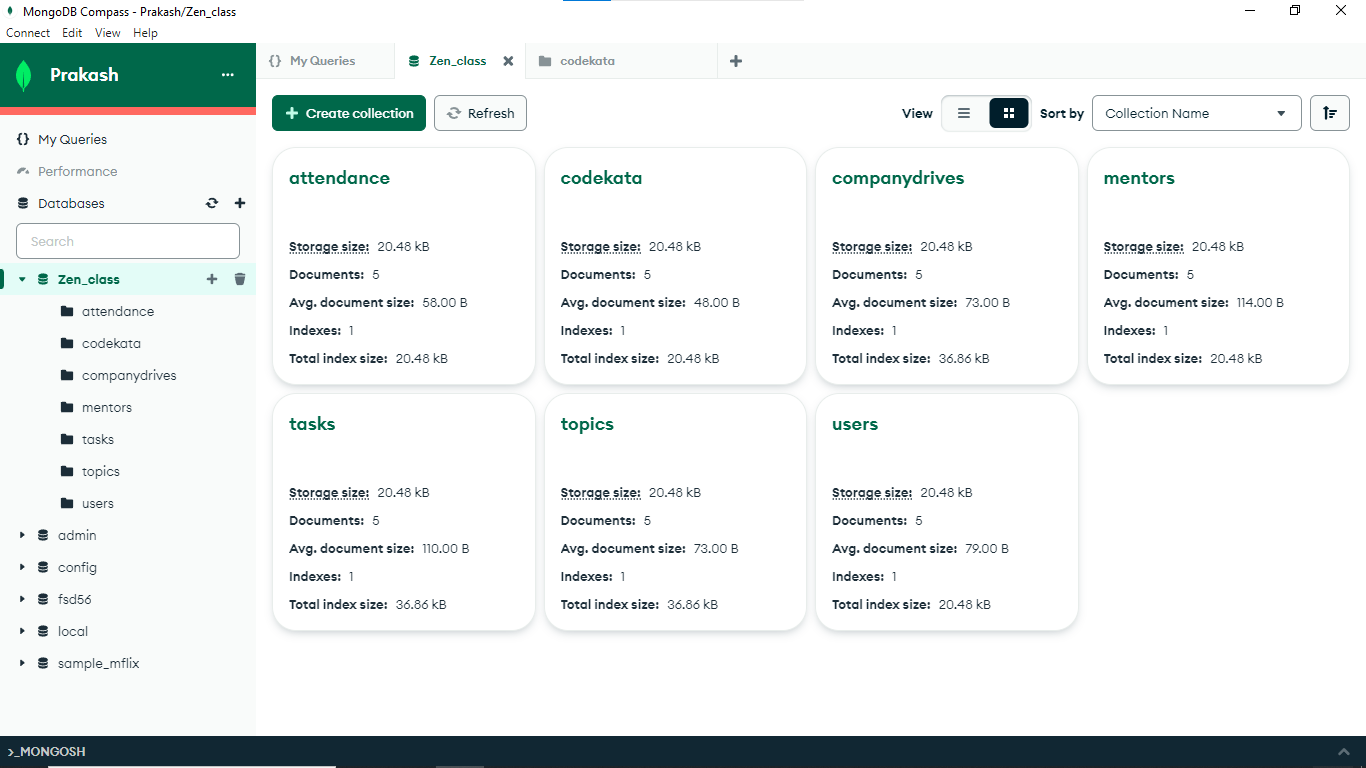 MongoDB Compass - Prakash/Zen_class
Connect Edit View Help
Prakash
My Queries
Performance
Databases
Search
Zen_class
attendance
codekata
companydrives
mentors
tasks
topics
users
admin
config
fsd56
local
sample_mflix
{} My Queries
Zen_class
codekata
Create collection
Refresh
View
Sort by
Collection Name
attendance
Storage size: 20.48 kB
Documents: 5
Avg. document size: 58.00 B
Indexes: 1
Total index size: 20.48 kB
codekata
Storage size: 20.48 kB
Documents: 5
Avg. document size: 48.00 B
Indexes: 1
Total index size: 20.48 kB
companydrives
Storage size: 20.48 kB
Documents: 5
Avg. document size: 73.00 B
Indexes: 1
Total index size: 36.86 kB
mentors
Storage size: 20.48 kB
Documents: 5
Avg. document size: 114.00 B
Indexes: 1
Total index size: 20.48 kB
tasks
Storage size: 20.48 kB
Documents: 5
Avg. document size: 110.00 B
Indexes: 1
Total index size: 36.86 kB
topics
Storage size: 20.48 kB
Documents: 5
Avg. document size: 73.00 B
Indexes: 1
Total index size: 36.86 kB
users
Storage size: 20.48 kB
Documents: 5
Avg. document size: 79.00 B
Indexes: 1
Total index size: 20.48 kB
>_MONGOSH